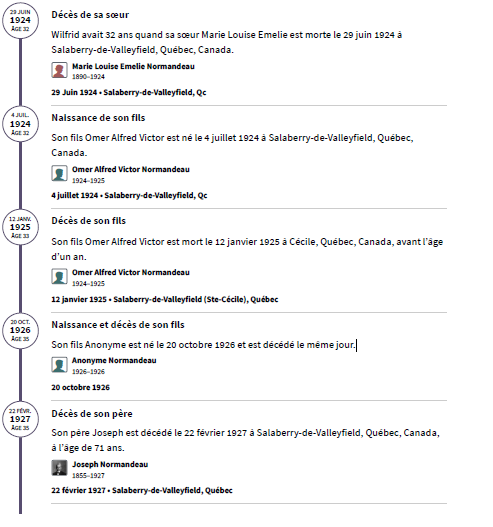 29 JUIN
1924
ÂGE 32
Décès de sa sœur
Wilfrid avait 32 ans quand sa sœur Marie Louise Emelie est morte le 29 juin 1924 à
Salaberry-de-Valleyfield, Québec, Canada.
Marie Louise Emelie Normandeau
1890–1924
29 Juin 1924 • Salaberry-de-Valleyfield, Qc
4 JUIL.
1924
ÂGE 32
Naissance de son fils
Son fils Omer Alfred Victor est né le 4 juillet 1924 à Salaberry-de-Valleyfield, Québec,
Canada.
Omer Alfred Victor Normandeau
1924–1925
4 juillet 1924 • Salaberry-de-Valleyfield, Qc
12 JANV.
1925
ÂGE 33
Décès de son fils
Son fils Omer Alfred Victor est mort le 12 janvier 1925 à Cécile, Québec, Canada, avant l'âge
d'un an.
Omer Alfred Victor Normandeau
1924–1925
12 janvier 1925 • Salaberry-de-Valleyfield (Ste-Cécile), Québec
20 OCT.
1926
ÂGE 35
Naissance et décès de son fils
Son fils Anonyme est né le 20 octobre 1926 et est décédé le même jour.
Anonyme Normandeau
1926–1926
20 octobre 1926
22 FÉVR.
1927
ÂGE 35
Décès de son père
Son père Joseph est décédé le 22 février 1927 à Salaberry-de-Valleyfield, Québec, Canada,
à l'âge de 71 ans.
Joseph Normandeau
1855–1927
22 février 1927 • Salaberry-de-Valleyfield, Québec